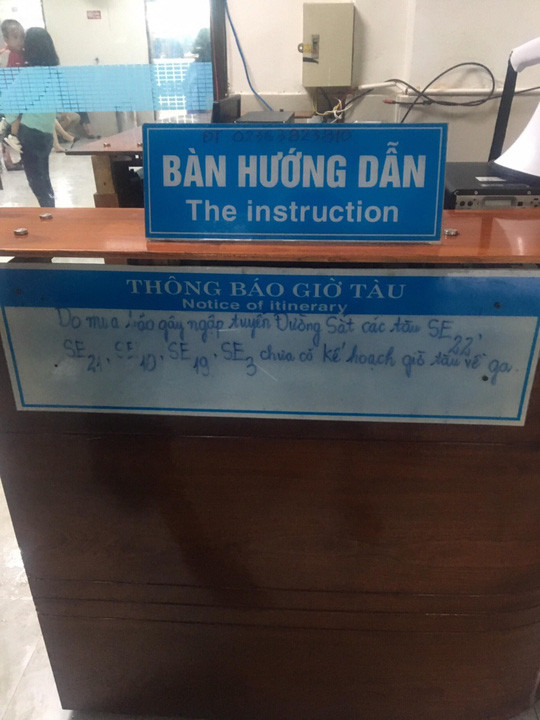 BÀN HƯỚNG DẪN
The instruction
THÔNG BÁO GIỜ TÀU
Notice of itinerary
Do mưa bão gây ngập tuyến Đường Sắt các tàu SE22,
SE21, SE10, SE19, SE3 chưa có kế hoạch giờ tàu về ga.